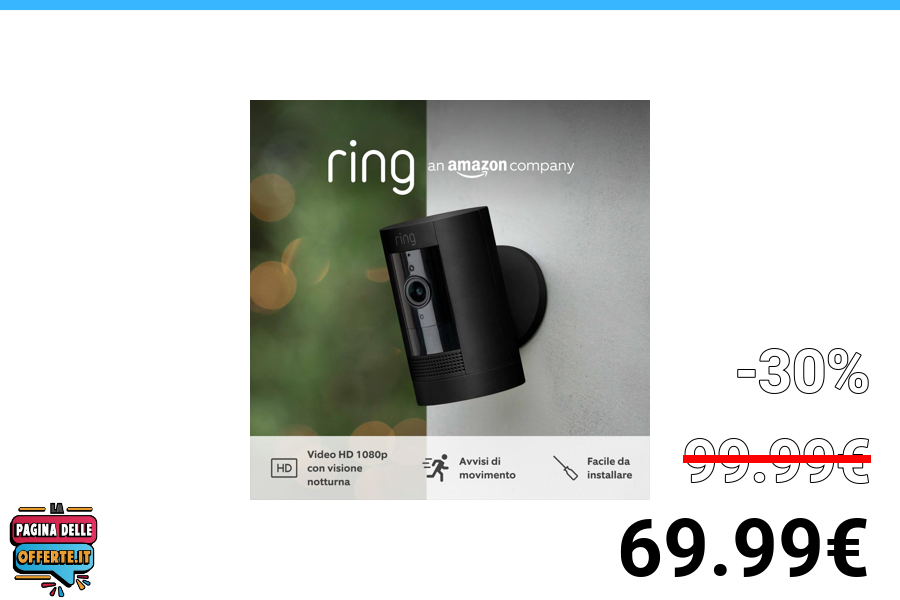 ring an amazon company
ring
HD
Video HD 1080p
con visione
notturna
Avvisi di
movimento
Facile da
installare
-30%
99.99€
69.99€
LA
PAGINA DELLE
OFFERTE.IT